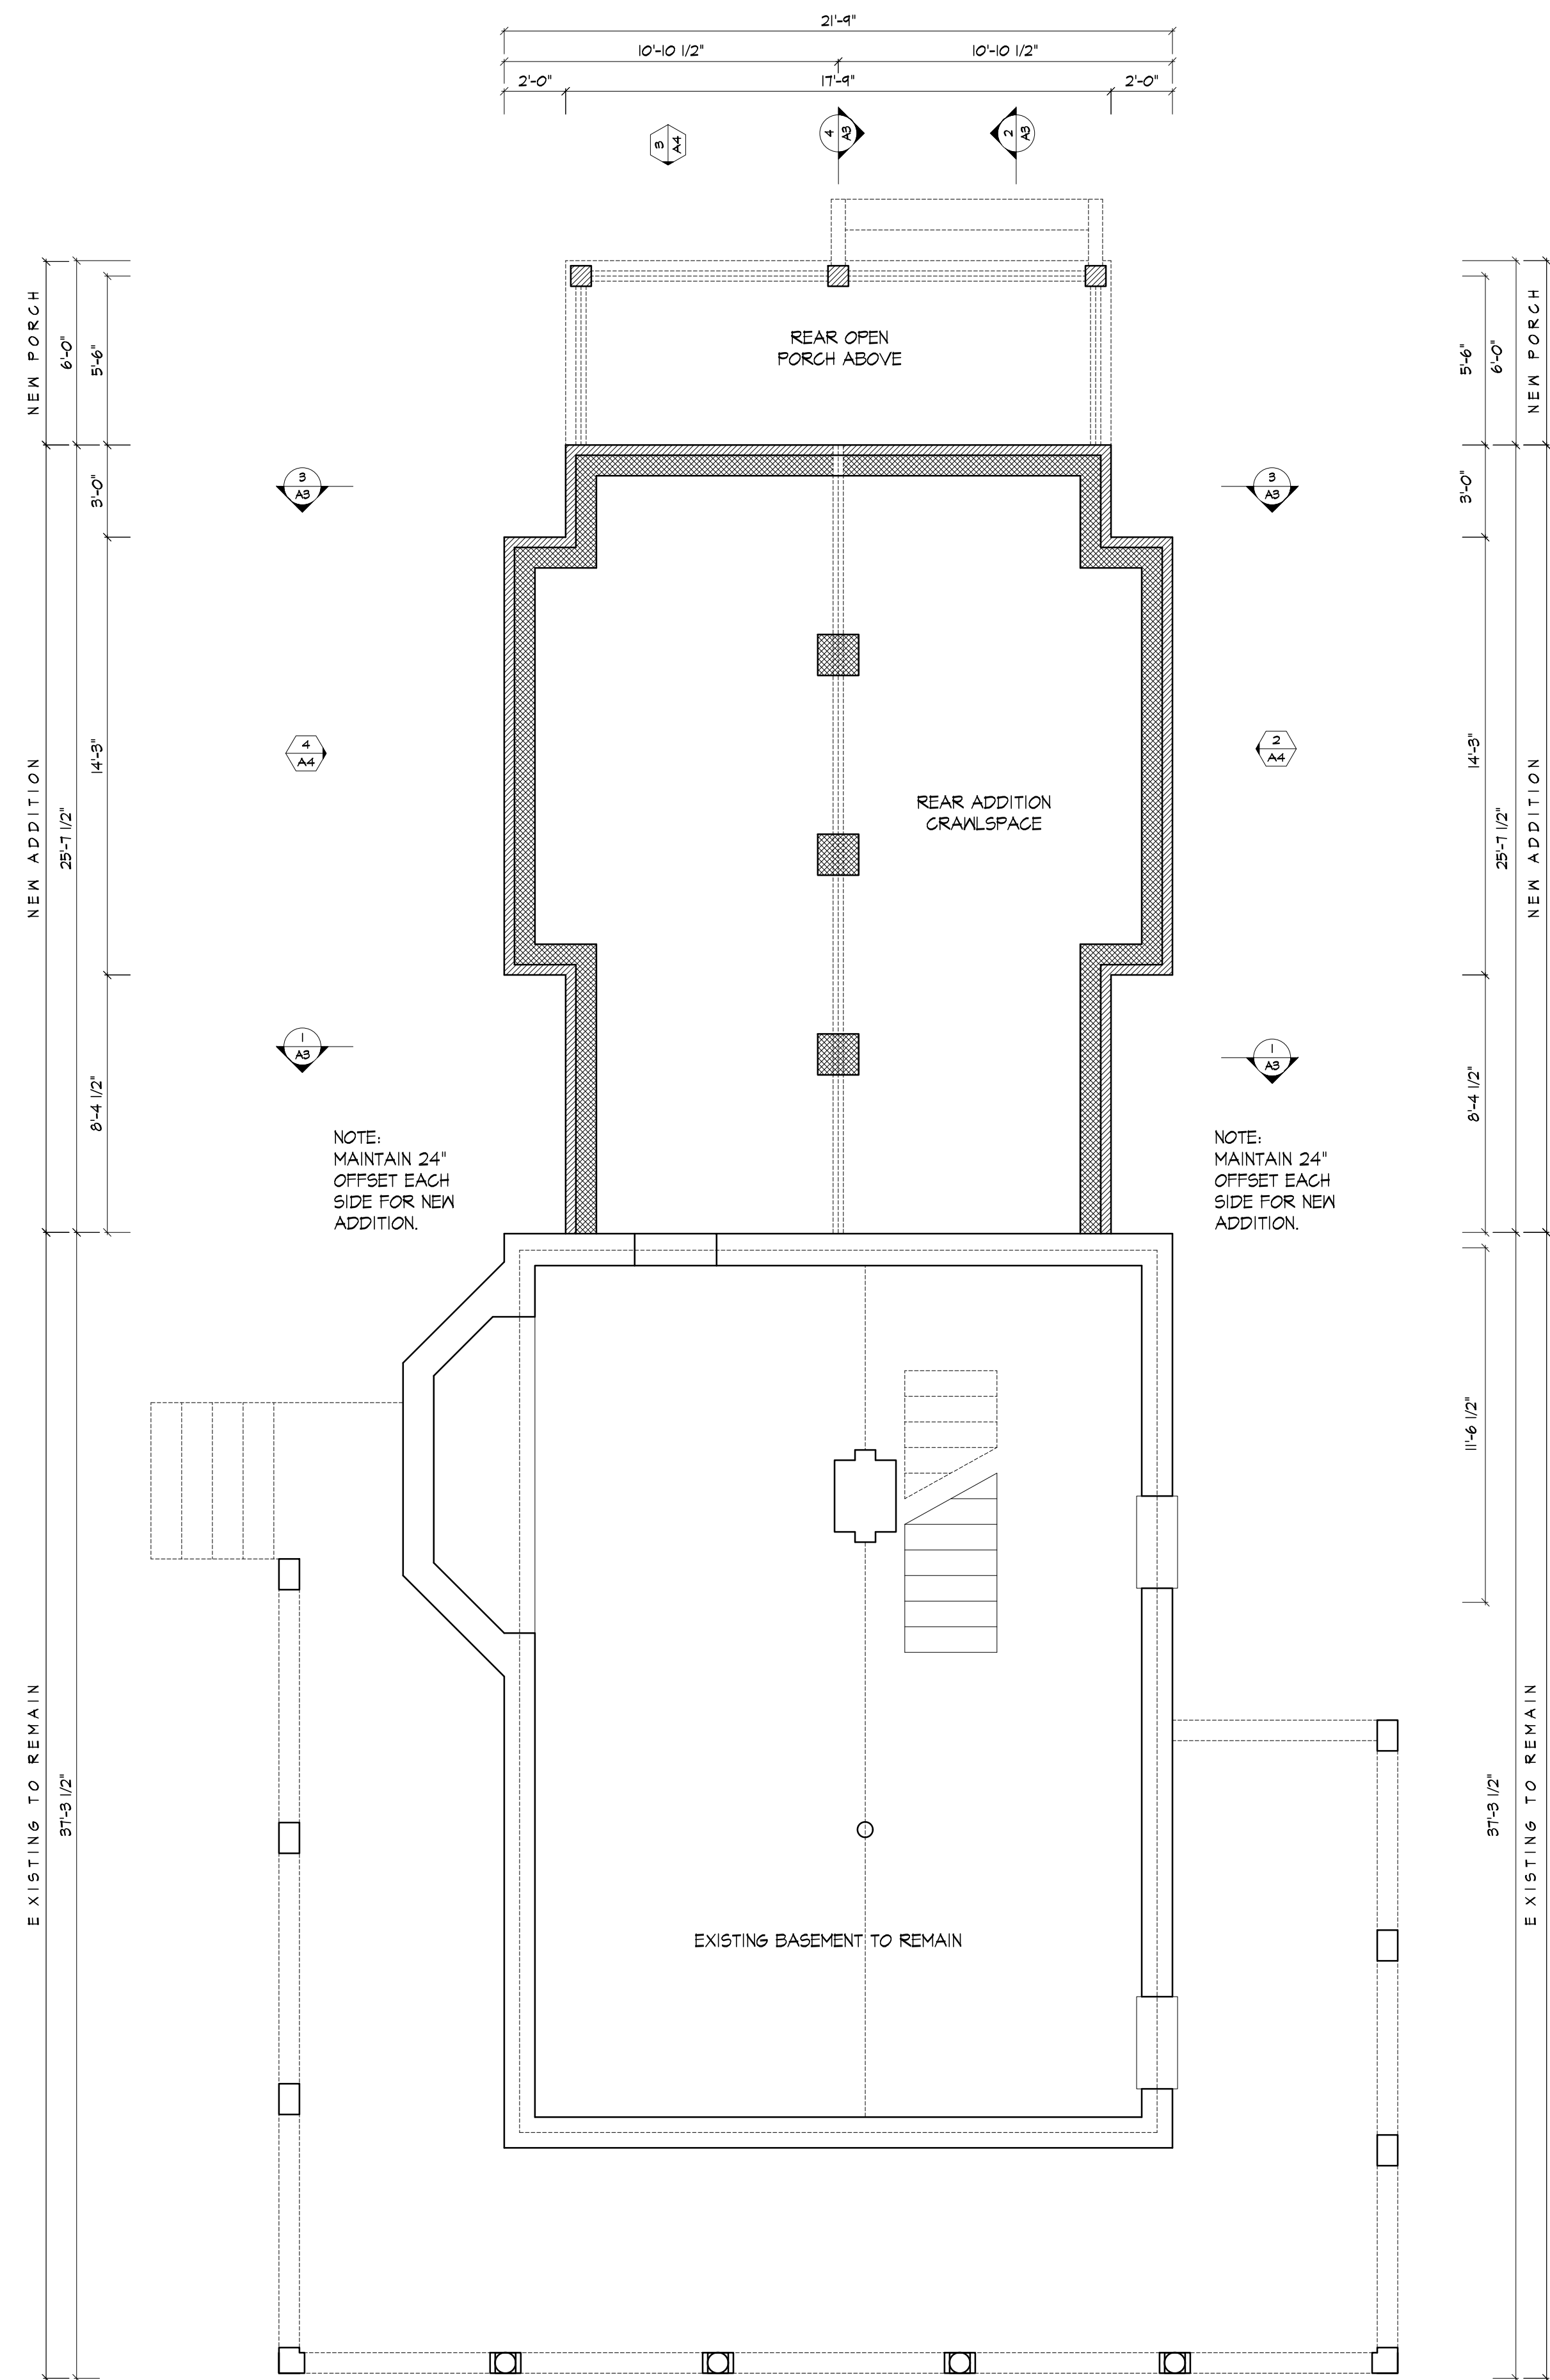 21'-9"
10'-10 1/2"
10'-10 1/2"
2'-0"
17'-9"
2'-0"
3
A4
4
A3
2
A3
NEW PORCH
6'-0"
5'-6"
REAR OPEN
PORCH ABOVE
5'-6"
6'-0"
NEW PORCH
3'-0"
3
A3
3
A3
3'-0"
NEW ADDITION
25'-7 1/2"
14'-3"
4
A4
REAR ADDITION
CRAWLSPACE
2
A4
14'-3"
25'-7 1/2"
NEW ADDITION
8'-4 1/2"
1
A3
1
A3
8'-4 1/2"
NOTE:
MAINTAIN 24"
OFFSET EACH
SIDE FOR NEW
ADDITION.
NOTE:
MAINTAIN 24"
OFFSET EACH
SIDE FOR NEW
ADDITION.
11'-6 1/2"
EXISTING TO REMAIN
37'-3 1/2"
EXISTING BASEMENT TO REMAIN
37'-3 1/2"
EXISTING TO REMAIN